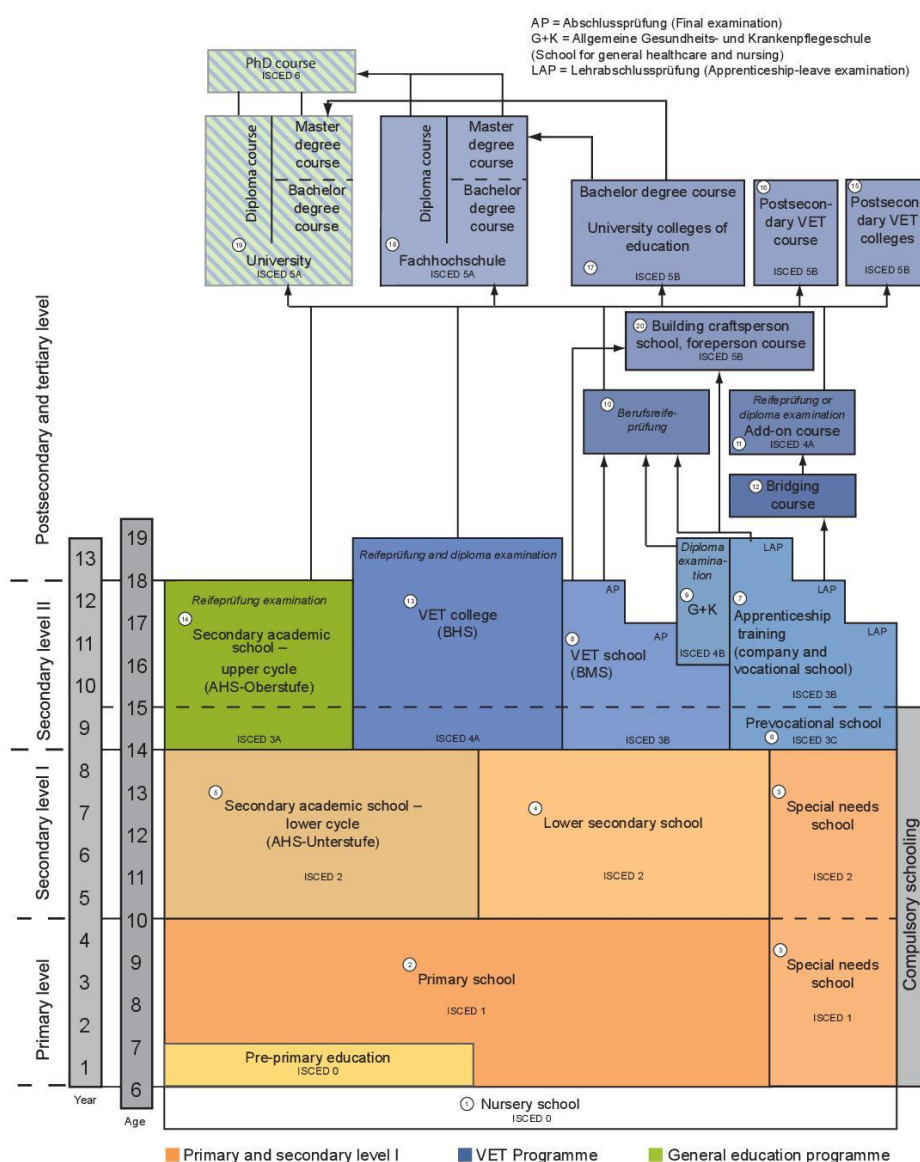 AP = Abschlussprüfung (Final examination)
G+K = Allgemeine Gesundheits- und Krankenpflegeschule
(School for general healthcare and nursing)
LAP = Lehrabschlussprüfung (Apprenticeship-leave examination)
PhD course
ISCED 6
Diploma course
Master
degree
course
Bachelor
degree
course
19
University
ISCED 5A
Diploma course
Master
degree
course
Bachelor
degree
course
18
Fachhochschule
ISCED 5A
Bachelor degree course
University colleges of
education
17
ISCED 5B
16
Postsecon-
dary VET
course
ISCED 5B
15
Postsecon-
dary VET
colleges
ISCED 5B
20
Building craftsperson
school, foreperson course
ISCED 5B
10
Berufsreife-
prüfung
Reifeprüfung or
diploma examination
Add-on course
11
ISCED 4A
12
Bridging
course
Postsecondary and tertiary level
Secondary level II
Secondary level I
Primary level
13
12
11
10
9
8
7
6
5
4
3
2
1
Year
19
18
17
16
15
14
13
12
11
10
9
8
7
6
Age
Reifeprüfung examination
14
Secondary academic
school –
upper cycle
(AHS-Oberstufe)
ISCED 3A
Reifeprüfung and diploma examination
13
VET college
(BHS)
ISCED 4A
AP
AP
8
VET school
(BMS)
ISCED 3B
Diploma
examina-
tion
9
G+K
ISCED 4B
LAP
LAP
LAP
7
Apprenticeship
training
(company and
vocational school)
ISCED 3B
Prevocational school
6
ISCED 3C
5
Secondary academic school –
lower cycle
(AHS-Unterstufe)
ISCED 2
4
Lower secondary school
ISCED 2
3
Special needs
school
ISCED 2
2
Primary school
ISCED 1
3
Special needs
school
ISCED 1
Pre-primary education
ISCED 0
1
Nursery school
ISCED 0
Compulsory schooling
Primary and secondary level I
VET Programme
General education programme